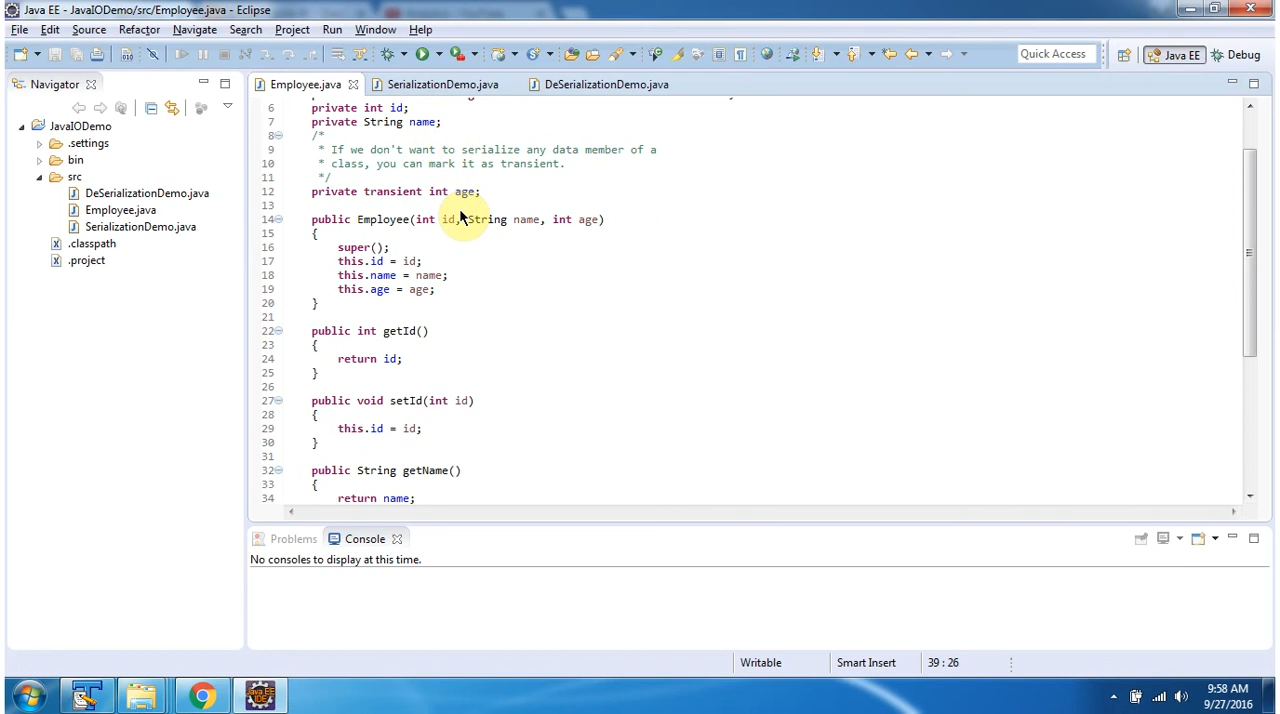 Java EE - JavaIODemo/src/Employee.java - Eclipse
File Edit Source Refactor Navigate Search Project Run Window Help
Quick Access
Java EE
Debug
Navigator
JavaIODemo
.settings
bin
src
DeSerializationDemo.java
Employee.java
SerializationDemo.java
.classpath
.project
Employee.java SerializationDemo.java DeSerializationDemo.java
6 private int id;
7 private String name;
8 /*
9 * If we don't want to serialize any data member of a
10 * class, you can mark it as transient.
11 */
12 private transient int age;
13
14 public Employee(int id, String name, int age)
15 {
16 super();
17 this.id = id;
18 this.name = name;
19 this.age = age;
20 }
21
22 public int getId()
23 {
24 return id;
25 }
26
27 public void setId(int id)
28 {
29 this.id = id;
30 }
31
32 public String getName()
33 {
34 return name;
Problems Console
No consoles to display at this time.
Writable Smart Insert 39 : 26
Java EE
IDE
9:58 AM
9/27/2016